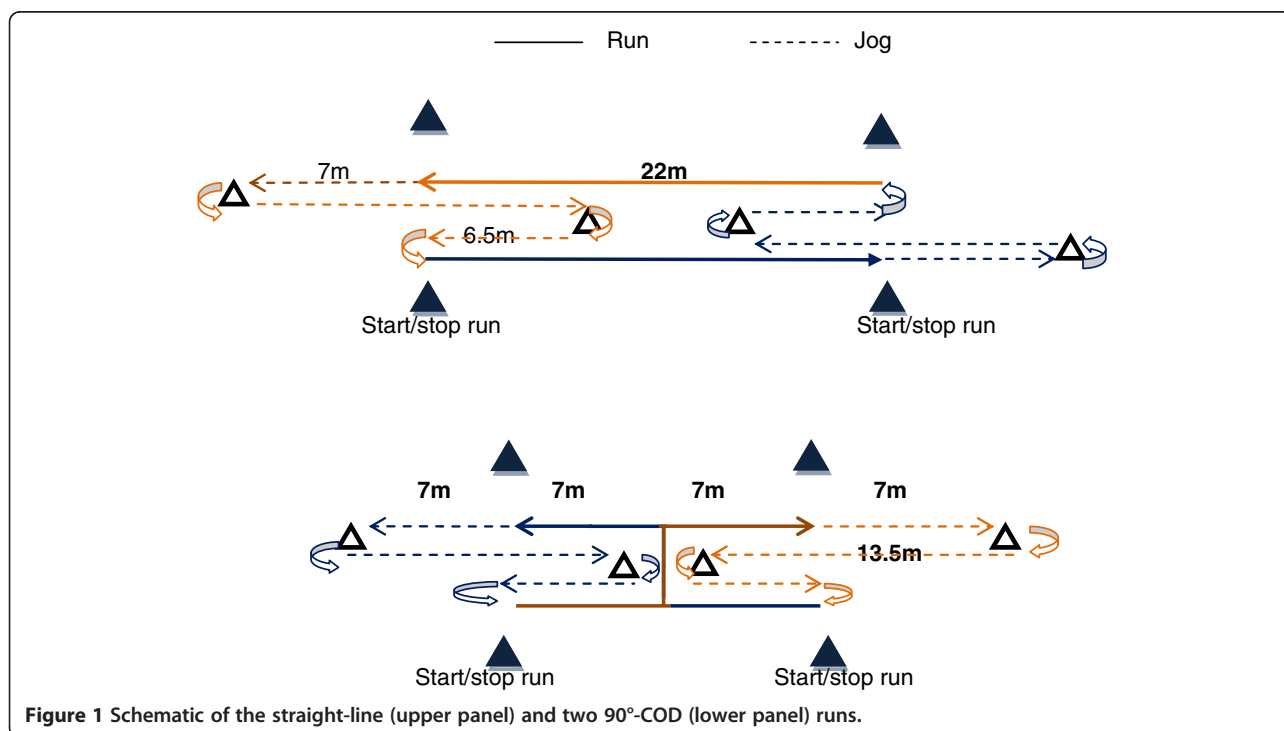 Run Jog
7m 22m
6.5m
Start/stop run Start/stop run
7m 7m 7m 7m
13.5m
Start/stop run Start/stop run
Figure 1 Schematic of the straight-line (upper panel) and two 90°-COD (lower panel) runs.